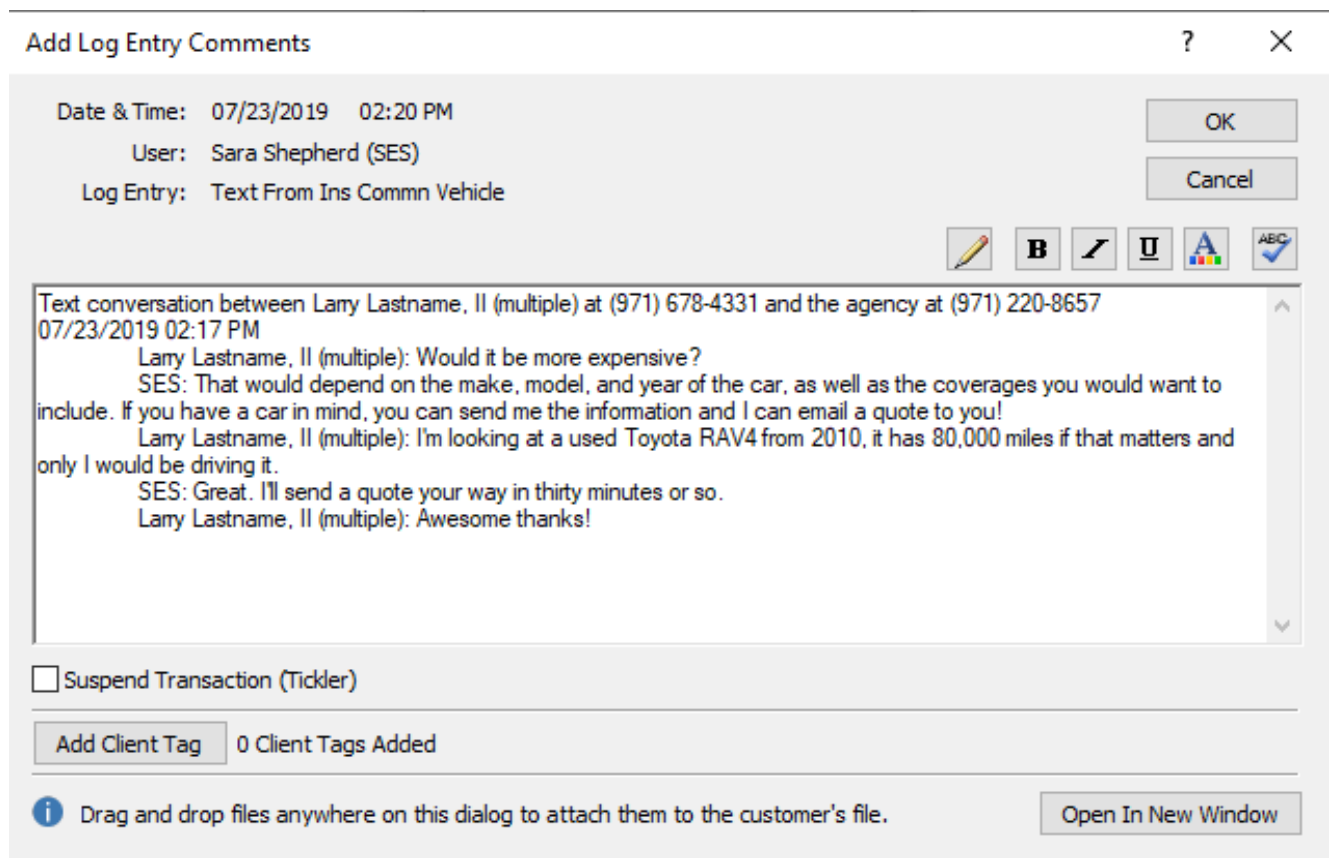 Add Log Entry Comments
Date & Time: 07/23/2019 02:20 PM
OK
User: Sara Shepherd (SES)
Cancel
Log Entry: Text From Ins Commn Vehicle
B I U A ABC
Text conversation between Larry Lastname, II (multiple) at (971) 678-4331 and the agency at (971) 220-8657
07/23/2019 02:17 PM
Larry Lastname, II (multiple): Would it be more expensive?
SES: That would depend on the make, model, and year of the car, as well as the coverages you would want to
include. If you have a car in mind, you can send me the information and I can email a quote to you!
Larry Lastname, II (multiple): I'm looking at a used Toyota RAV4 from 2010, it has 80,000 miles if that matters and
only I would be driving it.
SES: Great. I'll send a quote your way in thirty minutes or so.
Larry Lastname, II (multiple): Awesome thanks!
Suspend Transaction (Tickler)
Add Client Tag 0 Client Tags Added
Drag and drop files anywhere on this dialog to attach them to the customer's file.
Open In New Window